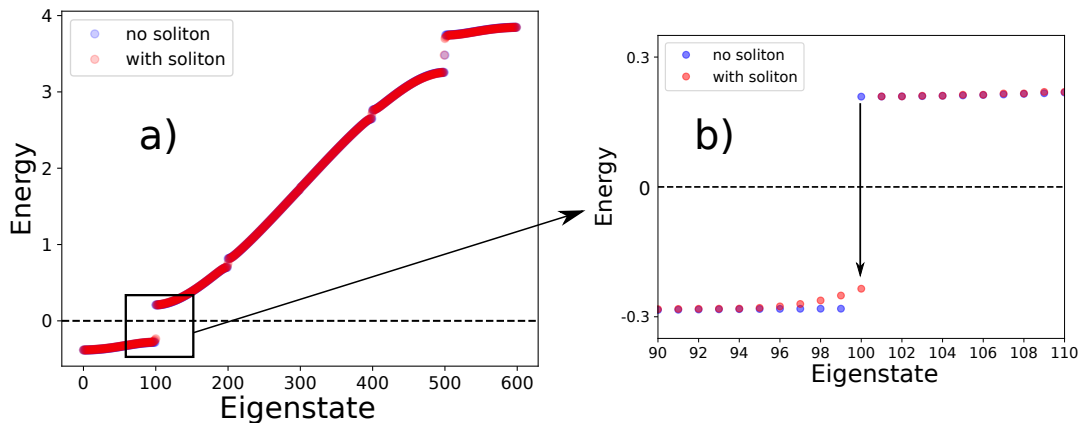 4
3
2
1
0
Energy
no soliton
with soliton
a)
0 100 200 300 400 500 600
Eigenstate
0.3
0
-0.3
Energy
no soliton
with soliton
b)
90 92 94 96 98 100 102 104 106 108 110
Eigenstate